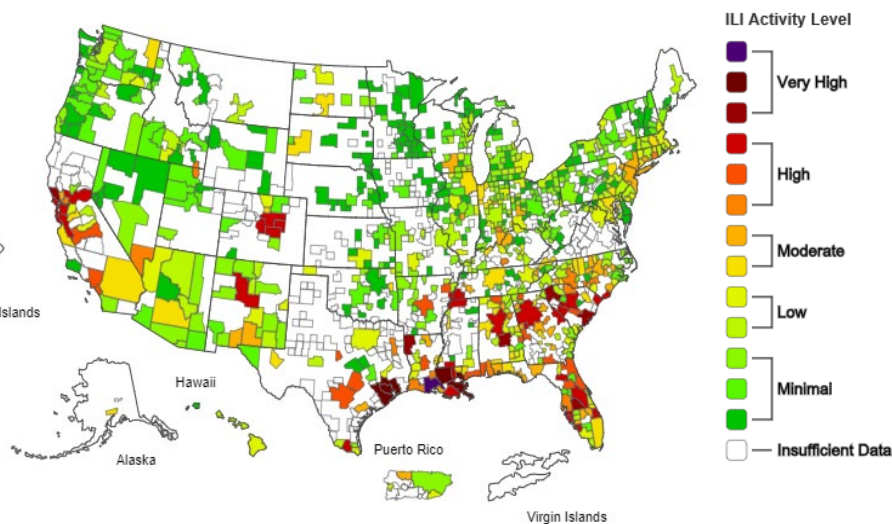 ILI Activity Level
Very High
High
Moderate
Low
Minimal
Insufficient Data
Islands
Hawaii
Alaska
Puerto Rico
Virgin Islands